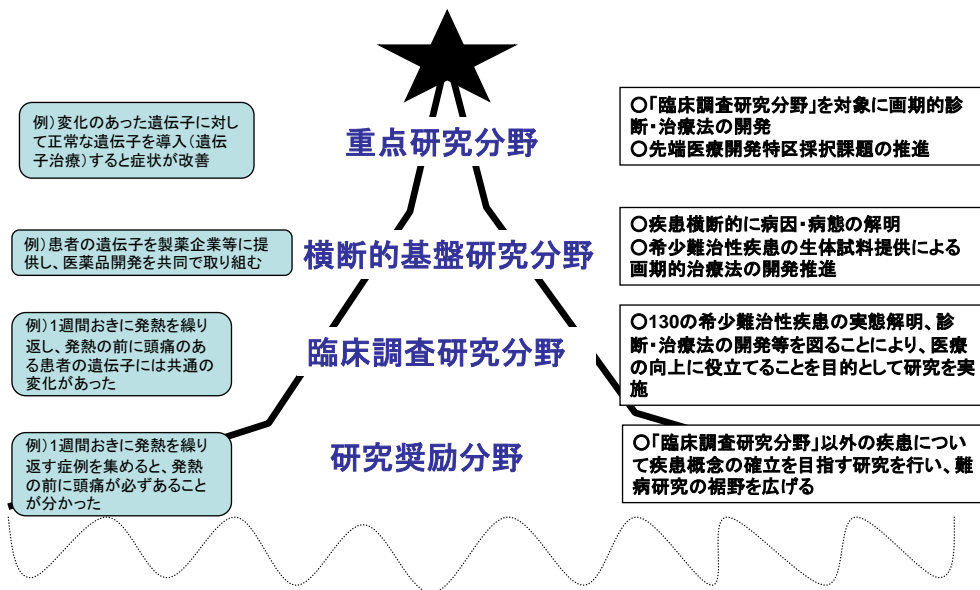 例)変化のあった遺伝子に対し
て正常な遺伝子を導入(遺伝
子治療)すると症状が改善
重点研究分野
○「臨床調査研究分野」を対象に画期的診
断・治療法の開発
○先端医療開発特区採択課題の推進
例)患者の遺伝子を製薬企業等に提
供し、医薬品開発を共同で取り組む
横断的基盤研究分野
○疾患横断的に病因・病態の解明
○希少難治性疾患の生体試料提供による
画期的治療法の開発推進
例)1週間おきに発熱を繰り
返し、発熱の前に頭痛のあ
る患者の遺伝子には共通の
変化があった
臨床調査研究分野
○130の希少難治性疾患の実態解明、診
断・治療法の開発等を図ることにより、医療
の向上に役立てることを目的として研究を実
施
例)1週間おきに発熱を繰り
返す症例を集めると、発熱
の前に頭痛が必ずあること
が分かった
研究奨励分野
○「臨床調査研究分野」以外の疾患につい
て疾患概念の確立を目指す研究を行い、難
病研究の裾野を広げる